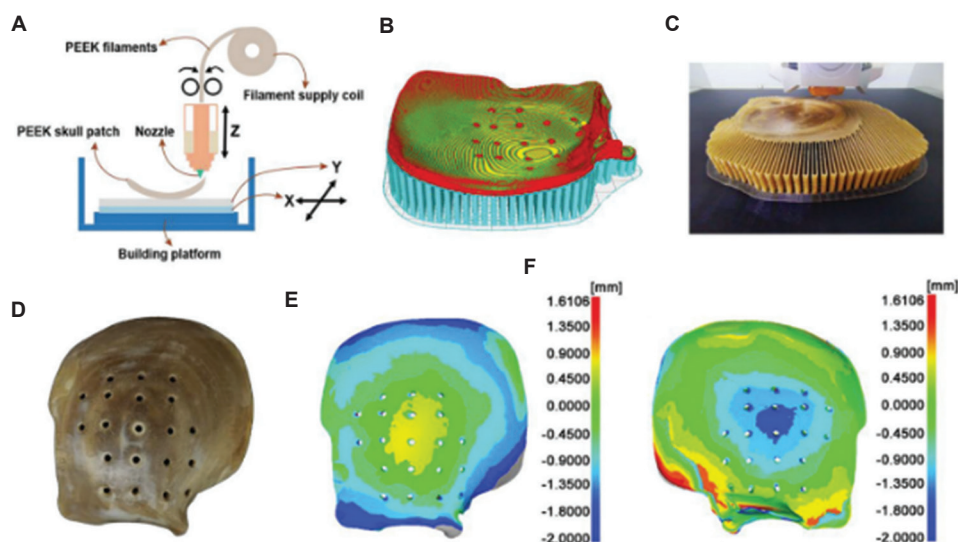 A
PEEK filaments
Filament supply coil
Z
PEEK skull patch
Nozzle
Y
X
Building platform
B
C
D
E
[mm]
1.6106
1.3500
0.9000
0.4500
0.0000
-0.4500
-0.9000
-1.3500
-1.8000
-2.0000
F
[mm]
1.6106
1.3500
0.9000
0.4500
0.0000
-0.4500
-0.9000
-1.3500
-1.8000
-2.0000